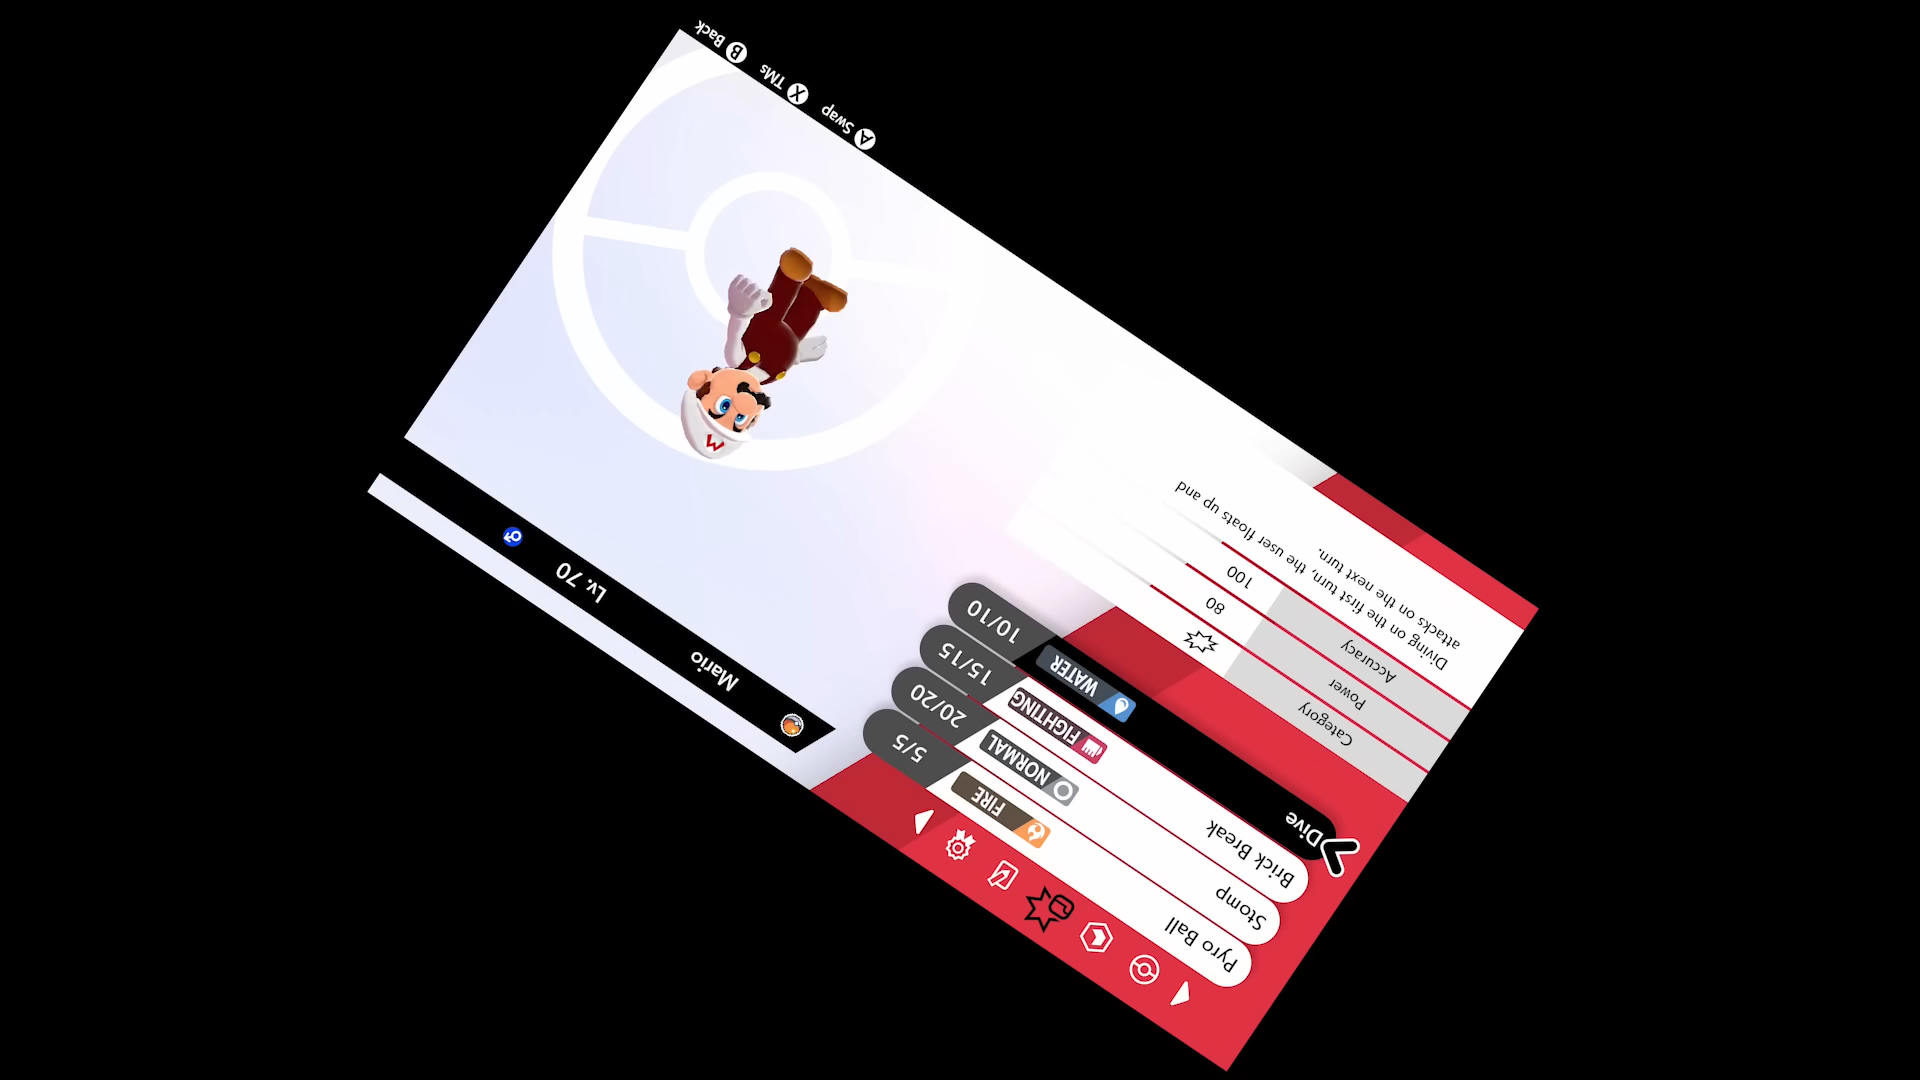 Mario
Lv. 70
Pyro Ball
FIRE
5/5
Stomp
NORMAL
20/20
Brick Break
FIGHTING
15/15
Dive
WATER
10/10
Category
Power
80
Accuracy
100
Diving on the first turn, the user floats up and
attacks on the next turn.
M
A Swap
X TMs
B Back